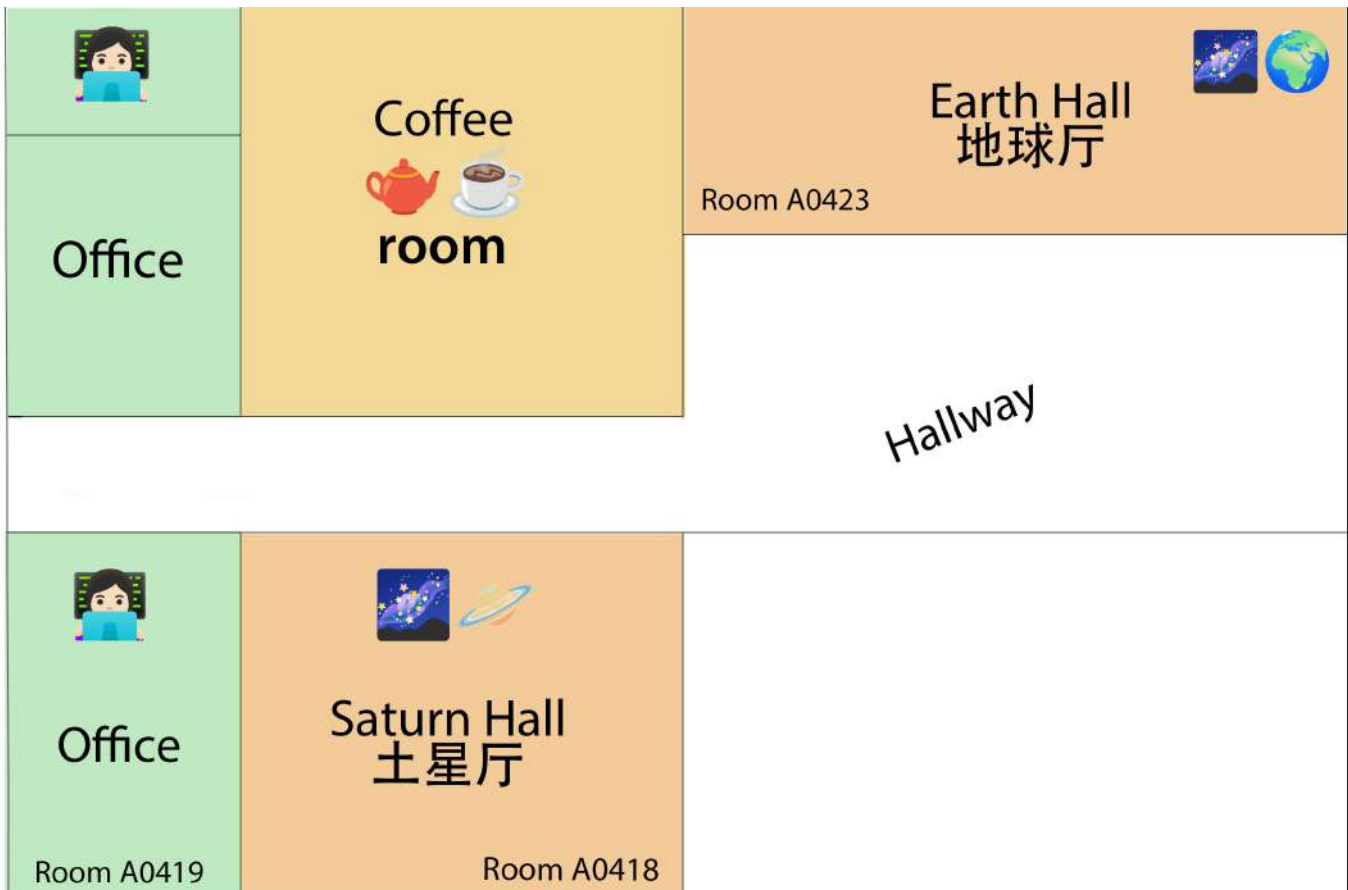 Coffee
room
Earth Hall
地球厅
Room A0423
Office
Hallway
Office
Room A0419
Saturn Hall
土星厅
Room A0418